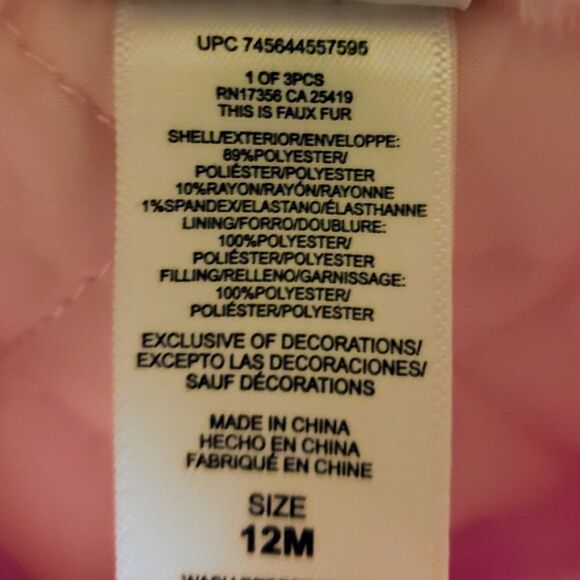 UPC 745644557595
1 OF 3PCS
RN17356 CA 25419
THIS IS FAUX FUR
SHELL/EXTERIOR/ENVELOPPE:
89%POLYESTER/
POLIÉSTER/POLYESTER
10%RAYON/RAYÓN/RAYONNE
1%SPANDEX/ELASTANO/ÉLASTHANNE
LINING/FORRO/DOUBLURE:
100%POLYESTER/
POLIÉSTER/POLYESTER
FILLING/RELLENO/GARNISSAGE:
100%POLYESTER/
POLIÉSTER/POLYESTER
EXCLUSIVE OF DECORATIONS/
EXCEPTO LAS DECORACIONES/
SAUF DÉCORATIONS
MADE IN CHINA
HECHO EN CHINA
FABRIQUÉ EN CHINE
SIZE
12M